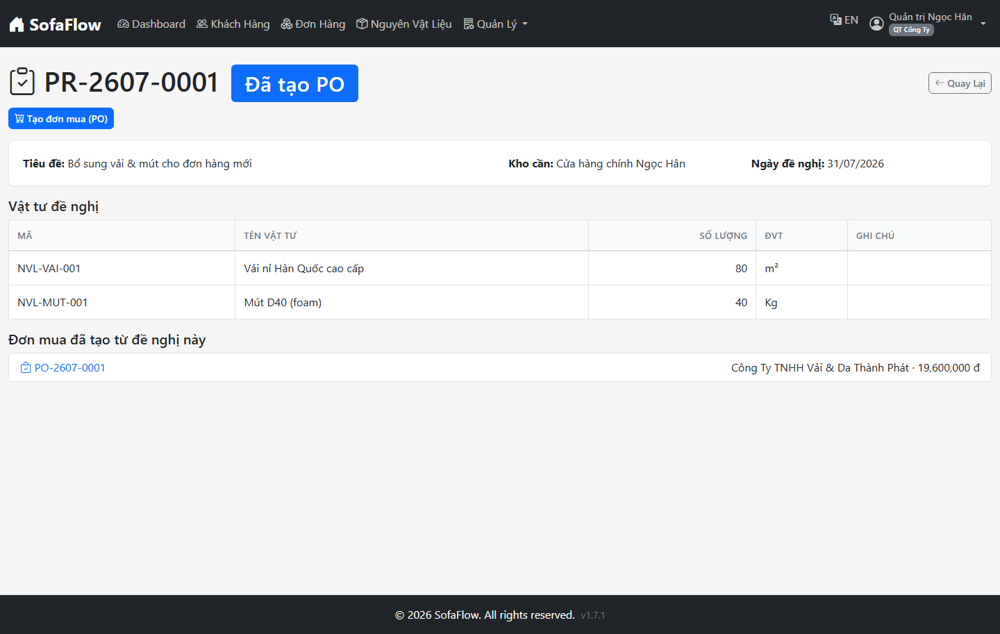 SofaFlow Dashboard Khách Hàng Đơn Hàng Nguyên Vật Liệu Quản Lý EN Quản trị Ngọc Hân
QT Công Ty
PR-2607-0001 Đã tạo PO Quay Lại
Tạo đơn mua (PO)
Tiêu đề: Bổ sung vải & mút cho đơn hàng mới Kho cần: Cửa hàng chính Ngọc Hân Ngày đề nghị: 31/07/2026
Vật tư đề nghị
MÃ TÊN VẬT TƯ SỐ LƯỢNG ĐVT GHI CHÚ
NVL-VAI-001 Vải nỉ Hàn Quốc cao cấp 80 m²
NVL-MUT-001 Mút D40 (foam) 40 Kg
Đơn mua đã tạo từ đề nghị này
PO-2607-0001 Công Ty TNHH Vải & Da Thành Phát · 19,600,000 đ
© 2026 SofaFlow. All rights reserved. v1.7.1